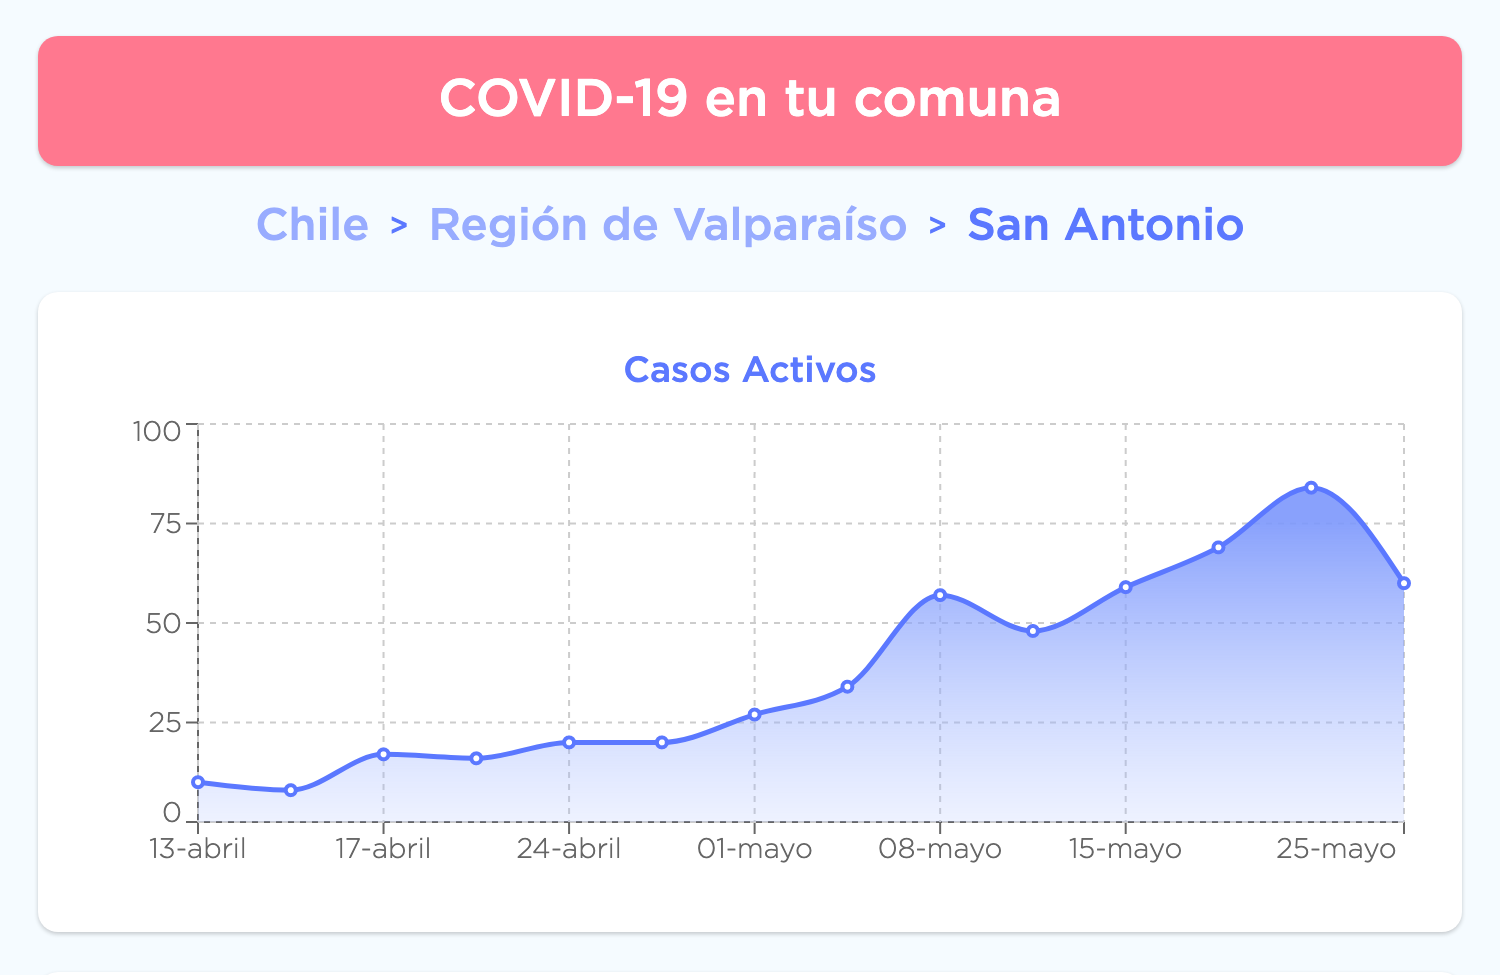 COVID-19 en tu comuna
Chile > Región de Valparaíso > San Antonio
Casos Activos
100
75
50
25
0
13-abril 17-abril 24-abril 01-mayo 08-mayo 15-mayo 25-mayo